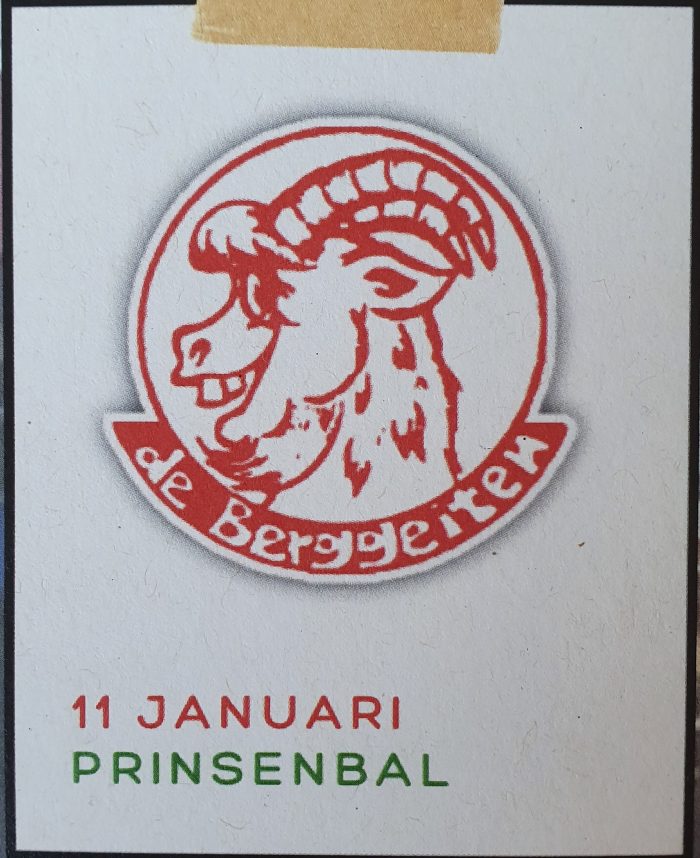 de Berggeiten
11 JANUARI
PRINSENBAL